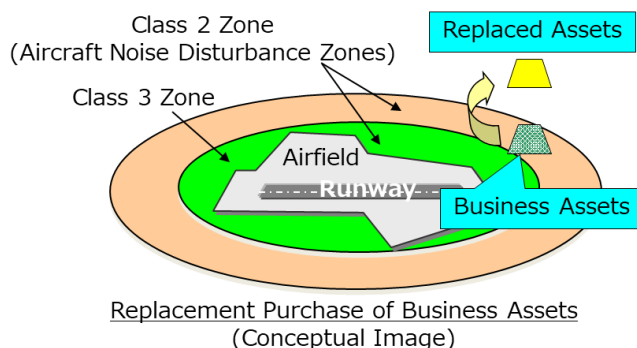 Class 2 Zone
(Aircraft Noise Disturbance Zones)
Replaced Assets
Class 3 Zone
Airfield
Runway
Business Assets
Replacement Purchase of Business Assets
(Conceptual Image)